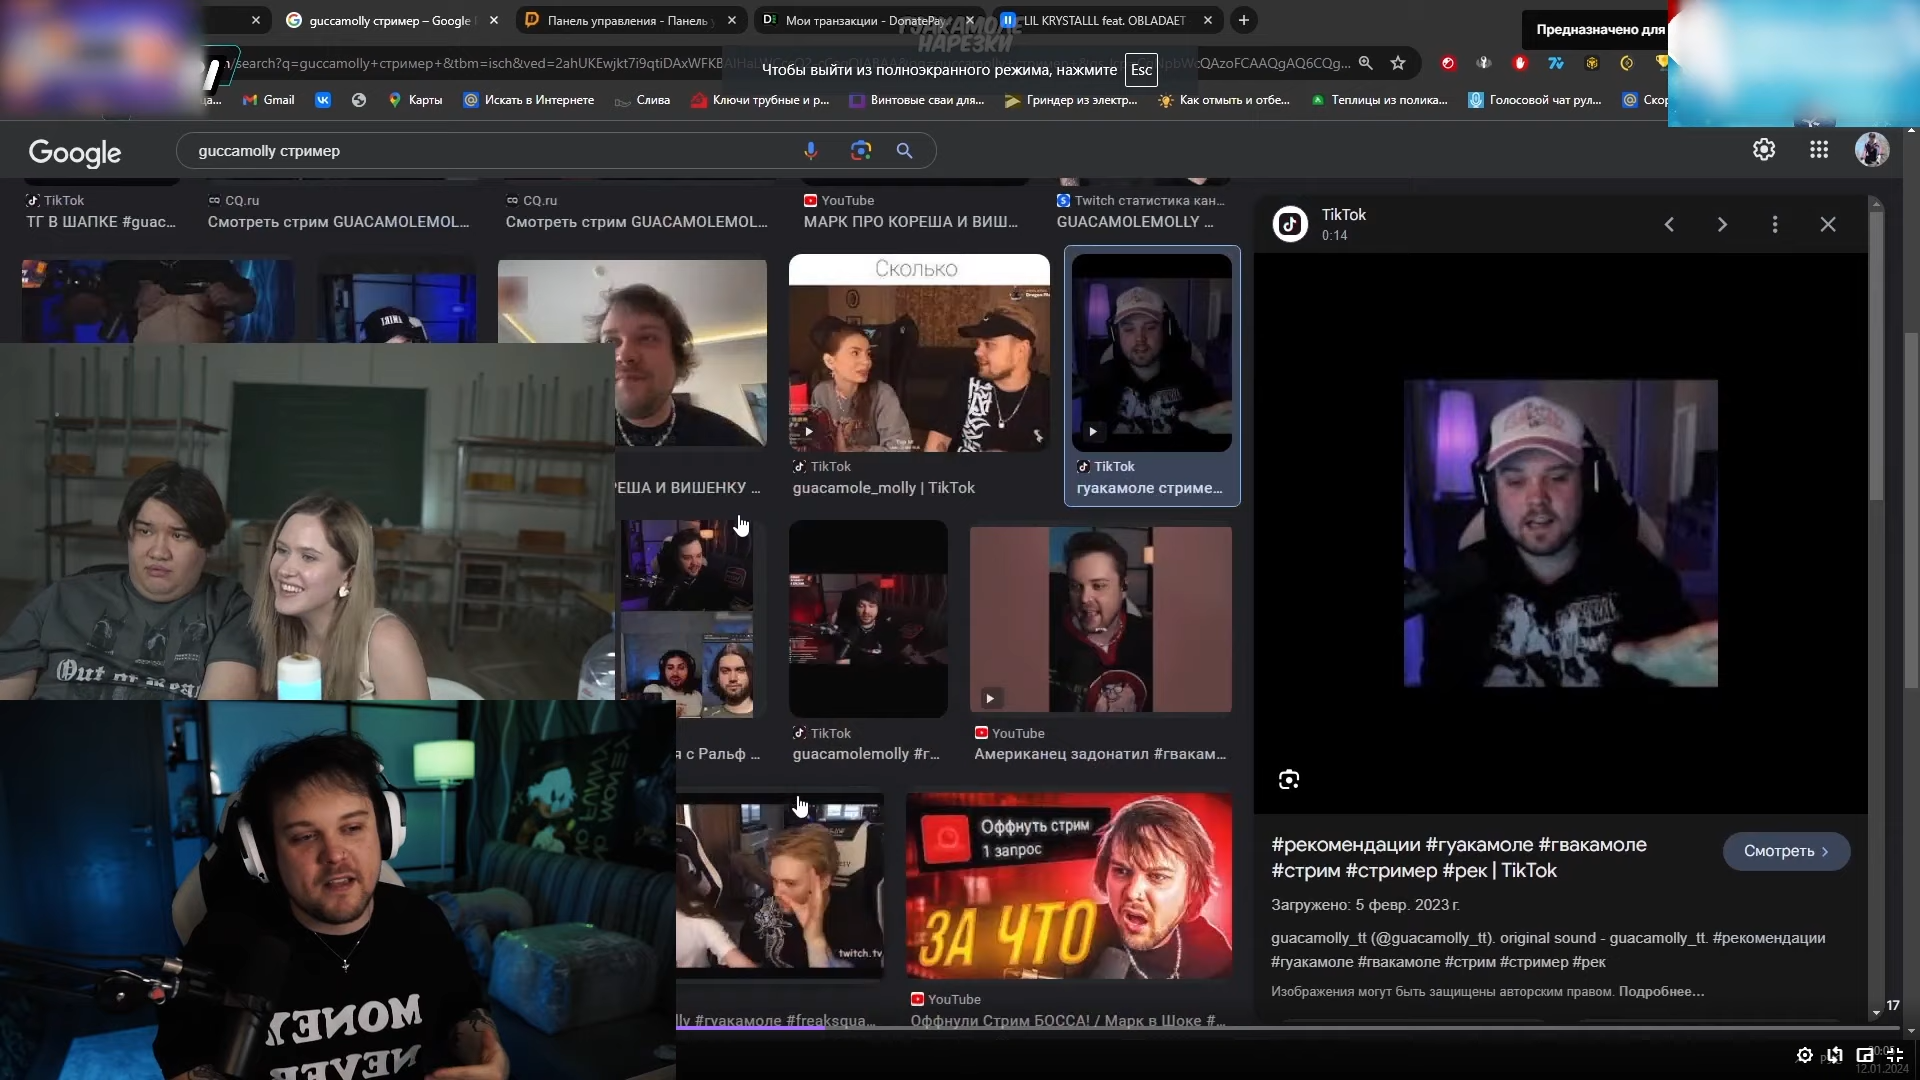 guccamolly стример – Google
Панель управления - Панель
Мои транзакции - DonatePay
LIL KRYSTALLL feat. OBLADAET
ГУАКАМОЛЕ
НАРЕЗКИ
Предназначено для
Чтобы выйти из полноэкранного режима, нажмите Esc
Gmail
Карты
Искать в Интернете
Слива
Ключи трубные и р...
Винтовые сваи для...
Гриндер из электр...
Как отмыть и отбе...
Теплицы из полика...
Голосовой чат рул...
Google
guccamolly стример
TikTok
ТГ В ШАПКЕ #guac...
CQ.ru
Смотреть стрим GUACAMOLEMOL...
CQ.ru
Смотреть стрим GUACAMOLEMOL...
YouTube
МАРК ПРО КОРЕША И ВИШ...
Twitch статистика кан...
GUACAMOLEMOLLY ...
TikTok
0:14
Сколько
РЕША И ВИШЕНКУ ...
TikTok
guacamole_molly | TikTok
TikTok
гуакамоле стриме...
я с Ральф ...
TikTok
guacamolemolly #г...
YouTube
Американец задонатил #гвакам...
Оффнуть стрим
1 запрос
ЗА ЧТО
twitch.tv
lly #гуакамоле #freaksqua...
YouTube
Оффнули Стрим БОССА! / Марк в Шоке #...
#рекомендации #гуакамоле #гвакамоле
#стрим #стример #рек | TikTok
Смотреть
Загружено: 5 февр. 2023 г.
guacamolly_tt (@guacamolly_tt). original sound - guacamolly_tt. #рекомендации
#гуакамоле #гвакамоле #стрим #стример #рек
Изображения могут быть защищены авторским правом. Подробнее...
17
MONEY
NEVER
12.01.2024